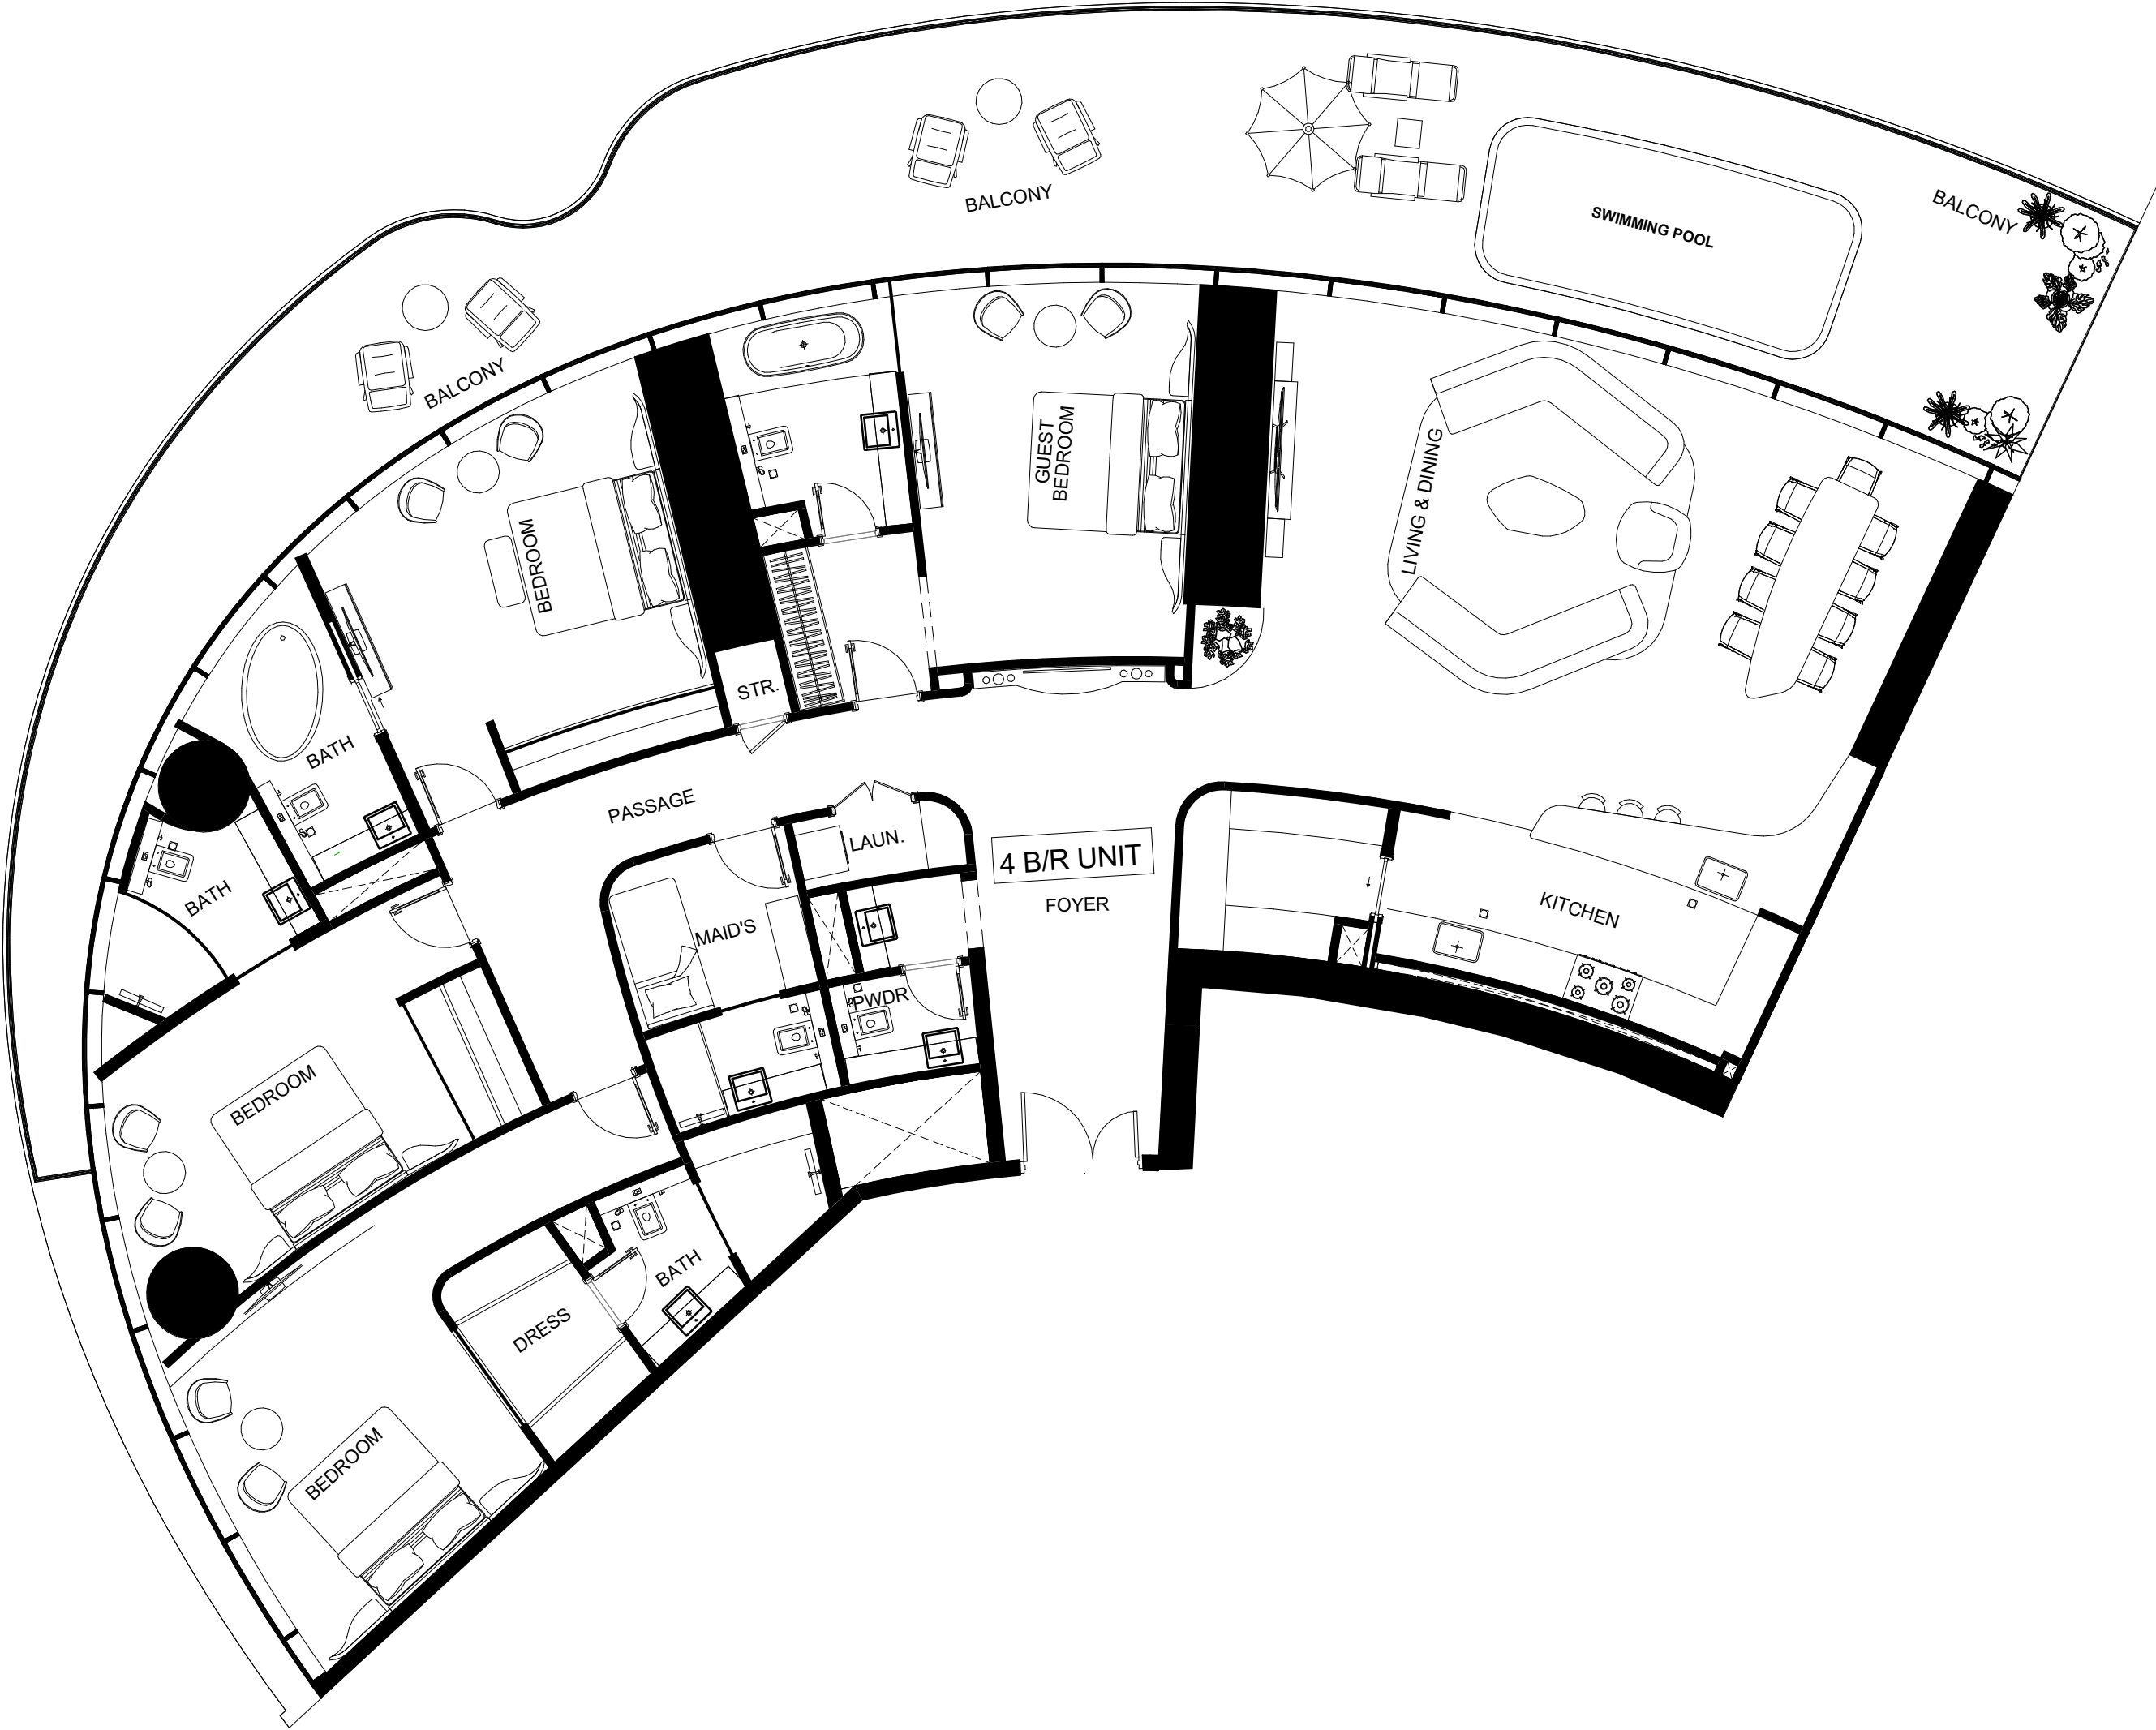 BALCONY
SWIMMING POOL
BALCONY
BALCONY
GUEST
BEDROOM
LIVING & DINING
BEDROOM
STR.
BATH
PASSAGE
LAUN.
4 B/R UNIT
FOYER
KITCHEN
BATH
MAID'S
PWDR
BEDROOM
BATH
DRESS
BEDROOM